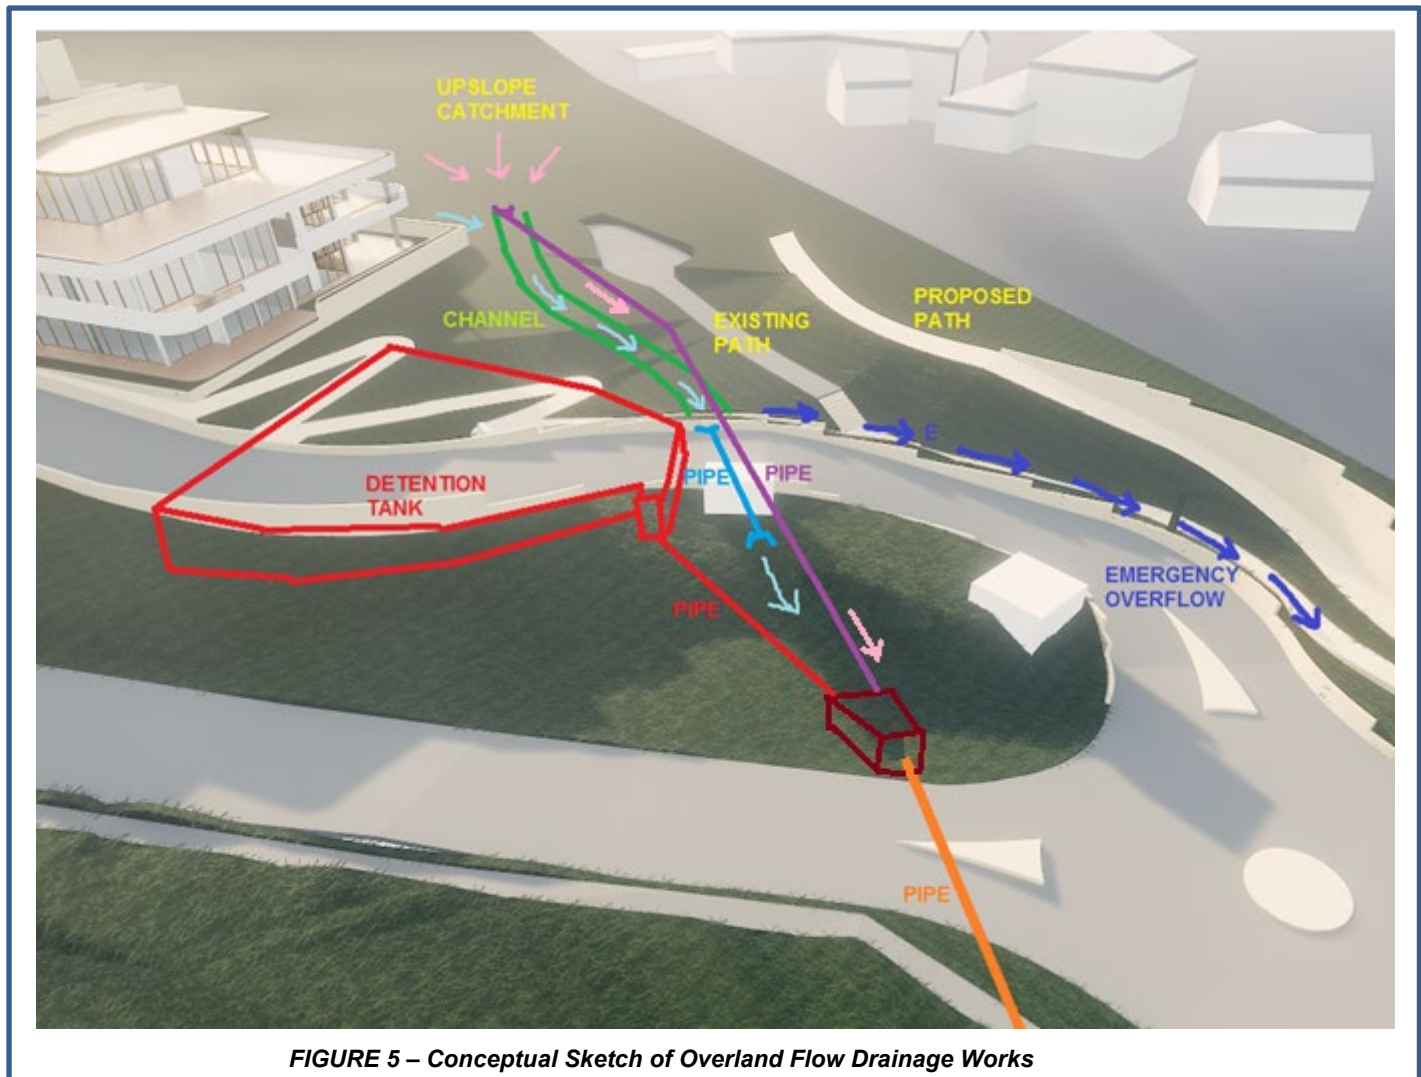 UPSLOPE
CATCHMENT
PROPOSED
PATH
CHANNEL
EXISTING
PATH
E
DETENTION
TANK
PIPE
PIPE
EMERGENCY
OVERFLOW
PIPE
PIPE
FIGURE 5 – Conceptual Sketch of Overland Flow Drainage Works